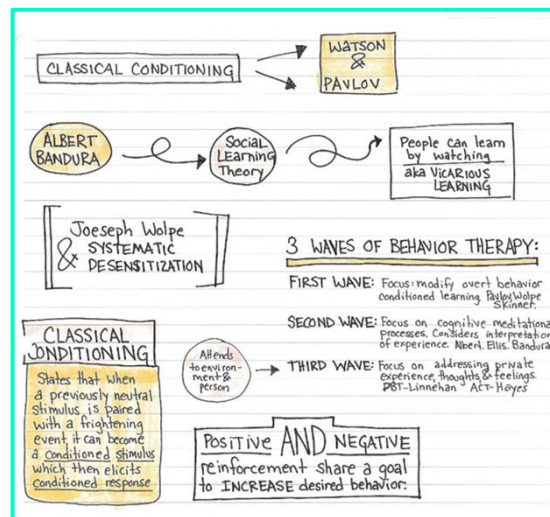 CLASSICAL CONDITIONING
WATSON
&
PAVLOV
ALBERT
BANDURA
SOCIAL
LEARNING
Theory
People can learn
by watching
aka VICARIOUS
LEARNING
Joeseph Wolpe
& SYSTEMATIC
DESENSITIZATION
3 WAVES OF BEHAVIOR THERAPY:
FIRST WAVE: Focus: modify overt behavior
conditioned learning Pavlov Wolpe
Skinner.
SECOND WAVE: Focus on cognitive meditational
processes. Considers interpretation
of experience. Albert. Ellis. Bandura
Attends
to environ-
ment &
person
THIRD WAVE: Focus on addressing private
experience, thoughts & feelings.
DBT-Linnehan ACT-Hayes
CLASSICAL
CONDITIONING
States that when
a previously neutral
stimulus is paired
with a frightening
event, it can become
a conditioned stimulus
which then elicits
conditioned response
POSITIVE AND NEGATIVE
reinforcement share a goal
to INCREASE desired behavior.